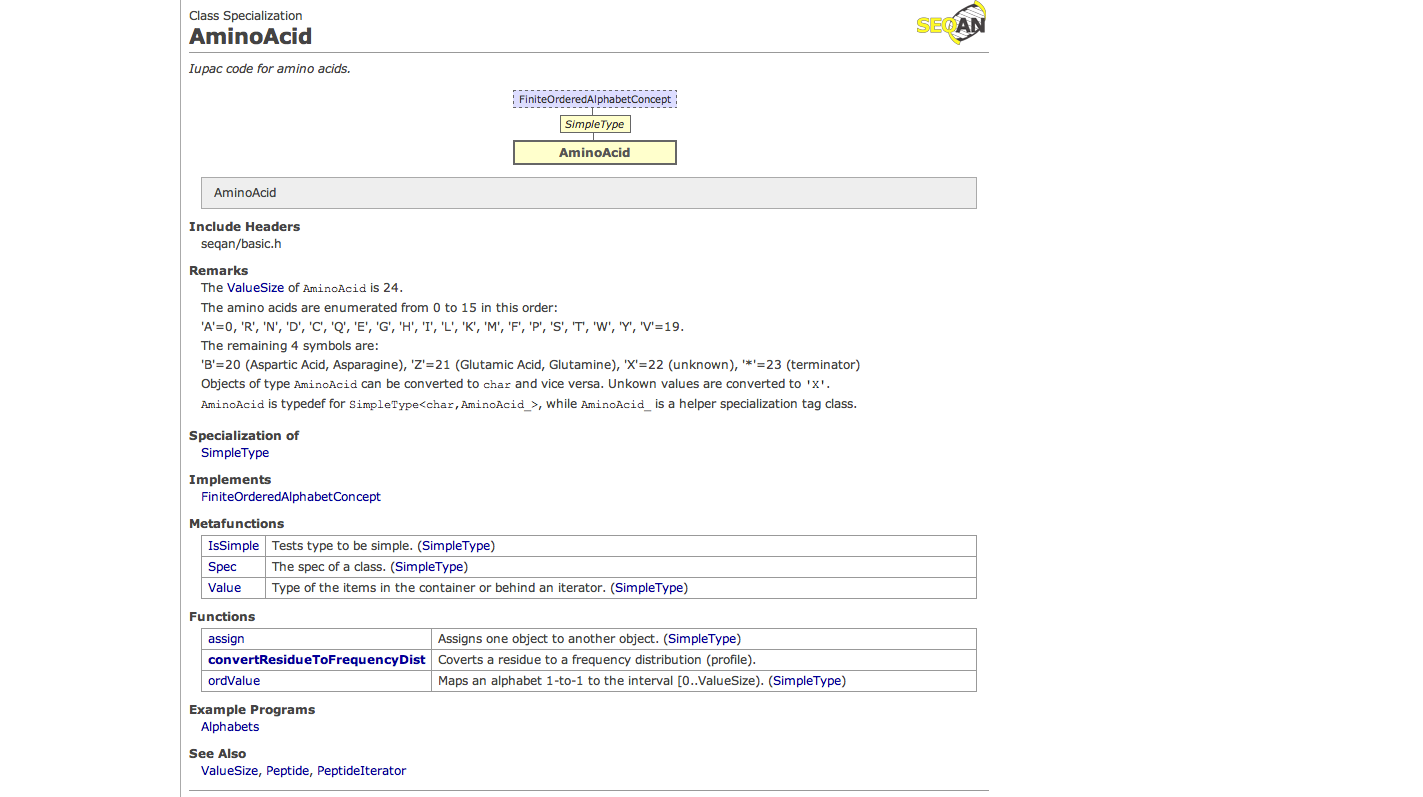 Class Specialization
AminoAcid
SEQAN
Iupac code for amino acids.
FiniteOrderedAlphabetConcept
SimpleType
AminoAcid
AminoAcid
Include Headers
seqan/basic.h
Remarks
The ValueSize of AminoAcid is 24.
The amino acids are enumerated from 0 to 15 in this order:
'A'=0, 'R', 'N', 'D', 'C', 'Q', 'E', 'G', 'H', 'I', 'L', 'K', 'M', 'F', 'P', 'S', 'T', 'W', 'Y', 'V'=19.
The remaining 4 symbols are:
'B'=20 (Aspartic Acid, Asparagine), 'Z'=21 (Glutamic Acid, Glutamine), 'X'=22 (unknown), '*'=23 (terminator)
Objects of type AminoAcid can be converted to char and vice versa. Unkown values are converted to 'X'.
AminoAcid is typedef for SimpleType<char,AminoAcid_>, while AminoAcid_ is a helper specialization tag class.
Specialization of
SimpleType
Implements
FiniteOrderedAlphabetConcept
Metafunctions
IsSimple Tests type to be simple. (SimpleType)
Spec The spec of a class. (SimpleType)
Value Type of the items in the container or behind an iterator. (SimpleType)
Functions
assign Assigns one object to another object. (SimpleType)
convertResidueToFrequencyDist Coverts a residue to a frequency distribution (profile).
ordValue Maps an alphabet 1-to-1 to the interval [0..ValueSize). (SimpleType)
Example Programs
Alphabets
See Also
ValueSize, Peptide, PeptideIterator